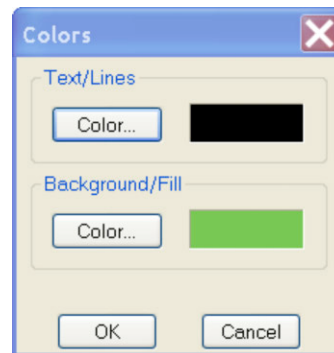 Colors
Text/Lines
Color...
Background/Fill
Color...
OK Cancel